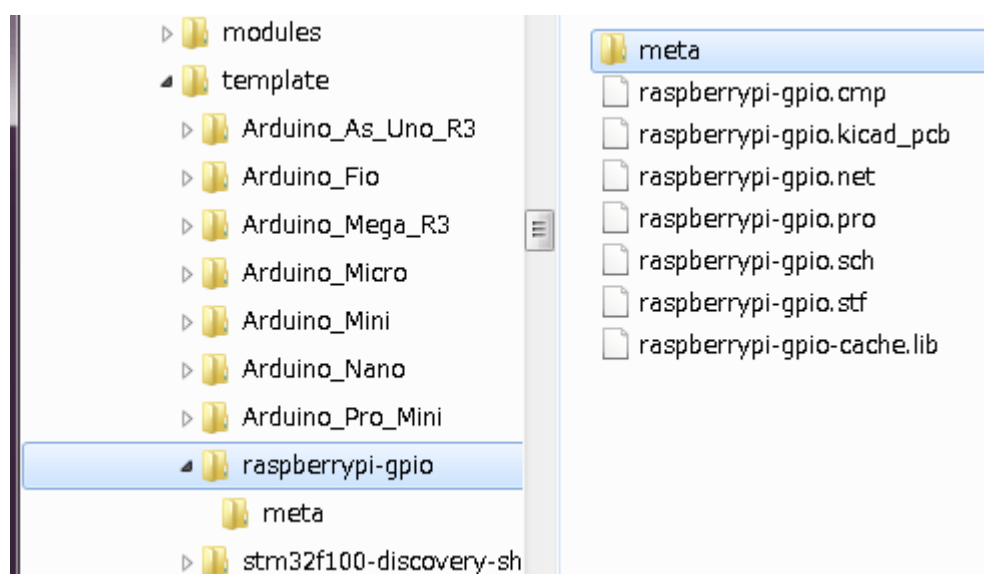 modules
template
Arduino_As_Uno_R3
Arduino_Fio
Arduino_Mega_R3
Arduino_Micro
Arduino_Mini
Arduino_Nano
Arduino_Pro_Mini
raspberrypi-gpio
meta
stm32f100-discovery-sh
meta
raspberrypi-gpio.cmp
raspberrypi-gpio.kicad_pcb
raspberrypi-gpio.net
raspberrypi-gpio.pro
raspberrypi-gpio.sch
raspberrypi-gpio.stf
raspberrypi-gpio-cache.lib